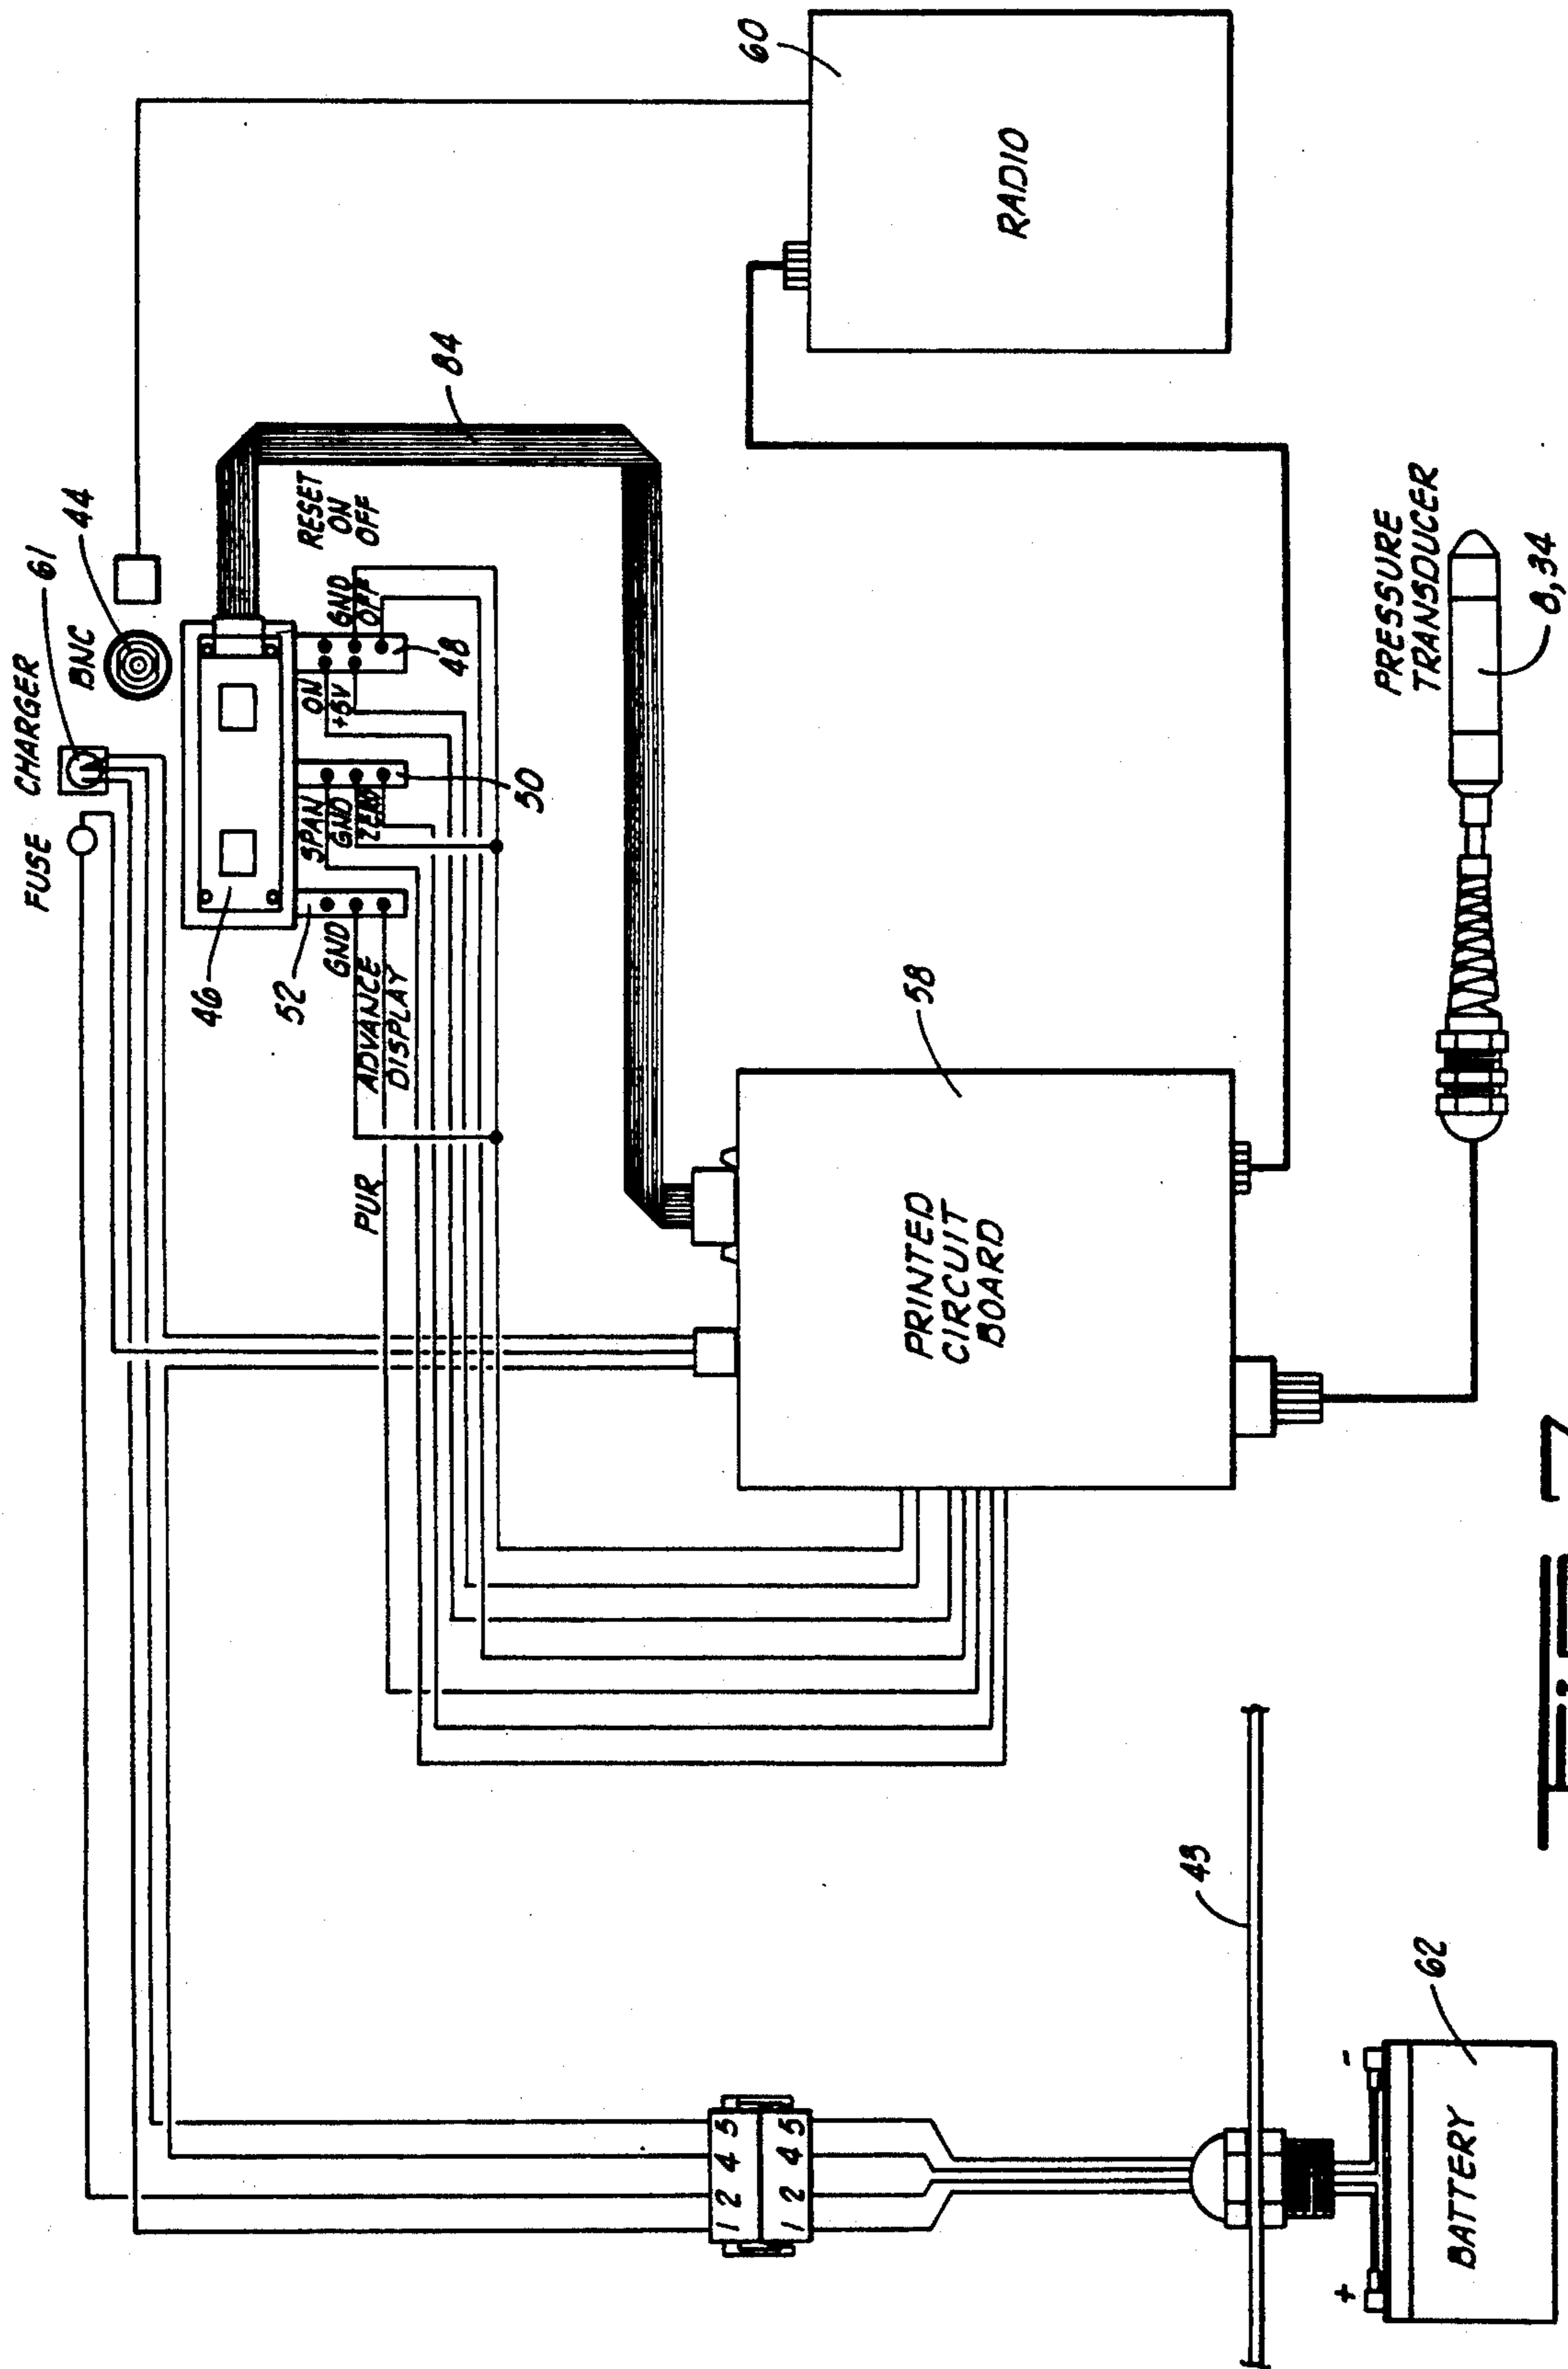 FUSE
CHARGER
61
BNC
44
46
52
GND
ADVANCE
DISPLAY
SPAN
GND
ZERO
50
ON
+5V
GND
OFF
48
RESET
ON
OFF
84
PUR
60
RADIO
58
PRINTED
CIRCUIT
BOARD
PRESSURE
TRANSDUCER
8,34
1 2 4 5
1 2 4 5
43
+
-
BATTERY
62